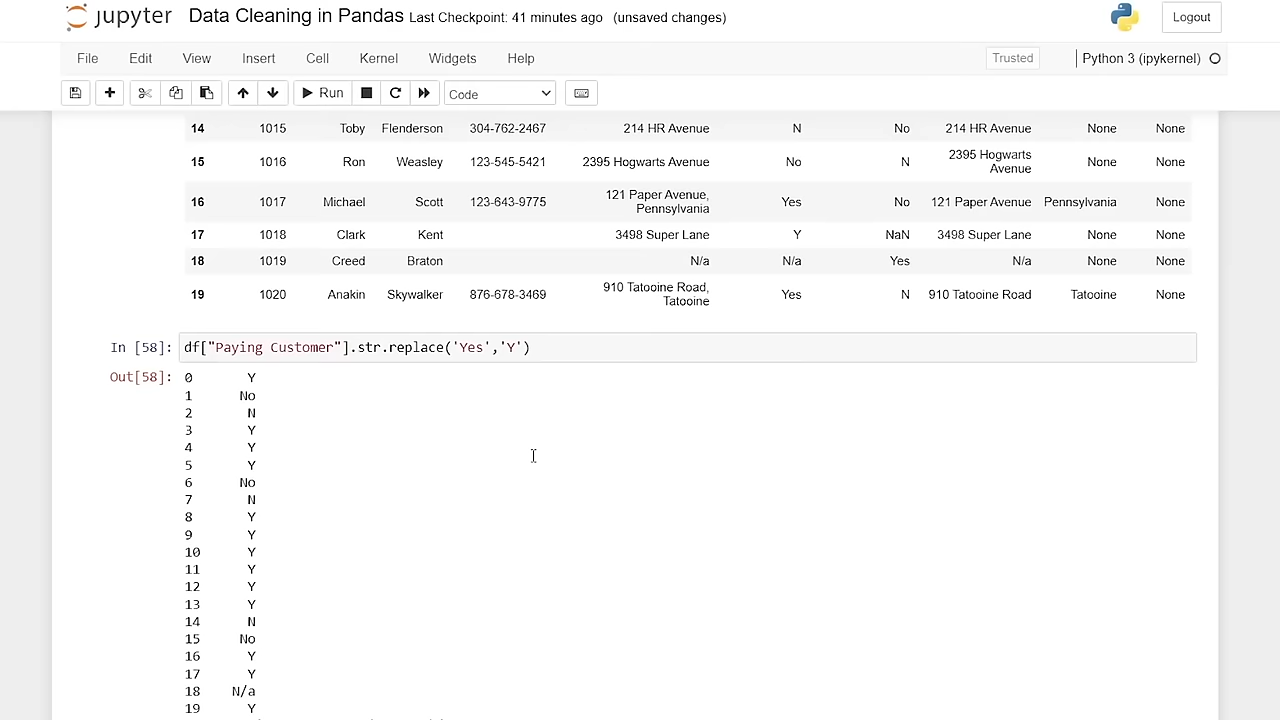 jupyter Data Cleaning in Pandas Last Checkpoint: 41 minutes ago (unsaved changes) Logout
File Edit View Insert Cell Kernel Widgets Help Trusted Python 3 (ipykernel)
Run Code
14 1015 Toby Flenderson 304-762-2467 214 HR Avenue N No 214 HR Avenue None None
15 1016 Ron Weasley 123-545-5421 2395 Hogwarts Avenue No N 2395 Hogwarts Avenue None None
16 1017 Michael Scott 123-643-9775 121 Paper Avenue, Pennsylvania Yes No 121 Paper Avenue Pennsylvania None
17 1018 Clark Kent 3498 Super Lane Y NaN 3498 Super Lane None None
18 1019 Creed Braton N/a N/a Yes N/a None None
19 1020 Anakin Skywalker 876-678-3469 910 Tatooine Road, Tatooine Yes N 910 Tatooine Road Tatooine None
In [58]: df["Paying Customer"].str.replace('Yes','Y')
Out[58]: 0 Y
1 No
2 N
3 Y
4 Y
5 Y
6 No
7 N
8 Y
9 Y
10 Y
11 Y
12 Y
13 Y
14 N
15 No
16 Y
17 Y
18 N/a
19 Y